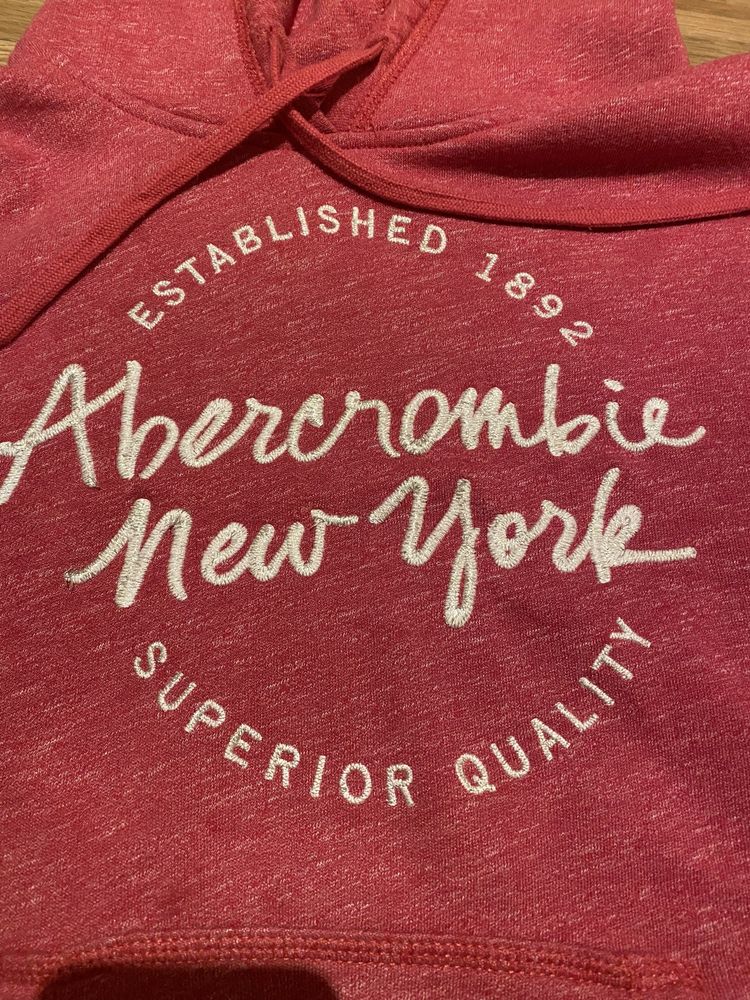 ESTABLISHED 1892
Abercrombie
New York
SUPERIOR QUALITY